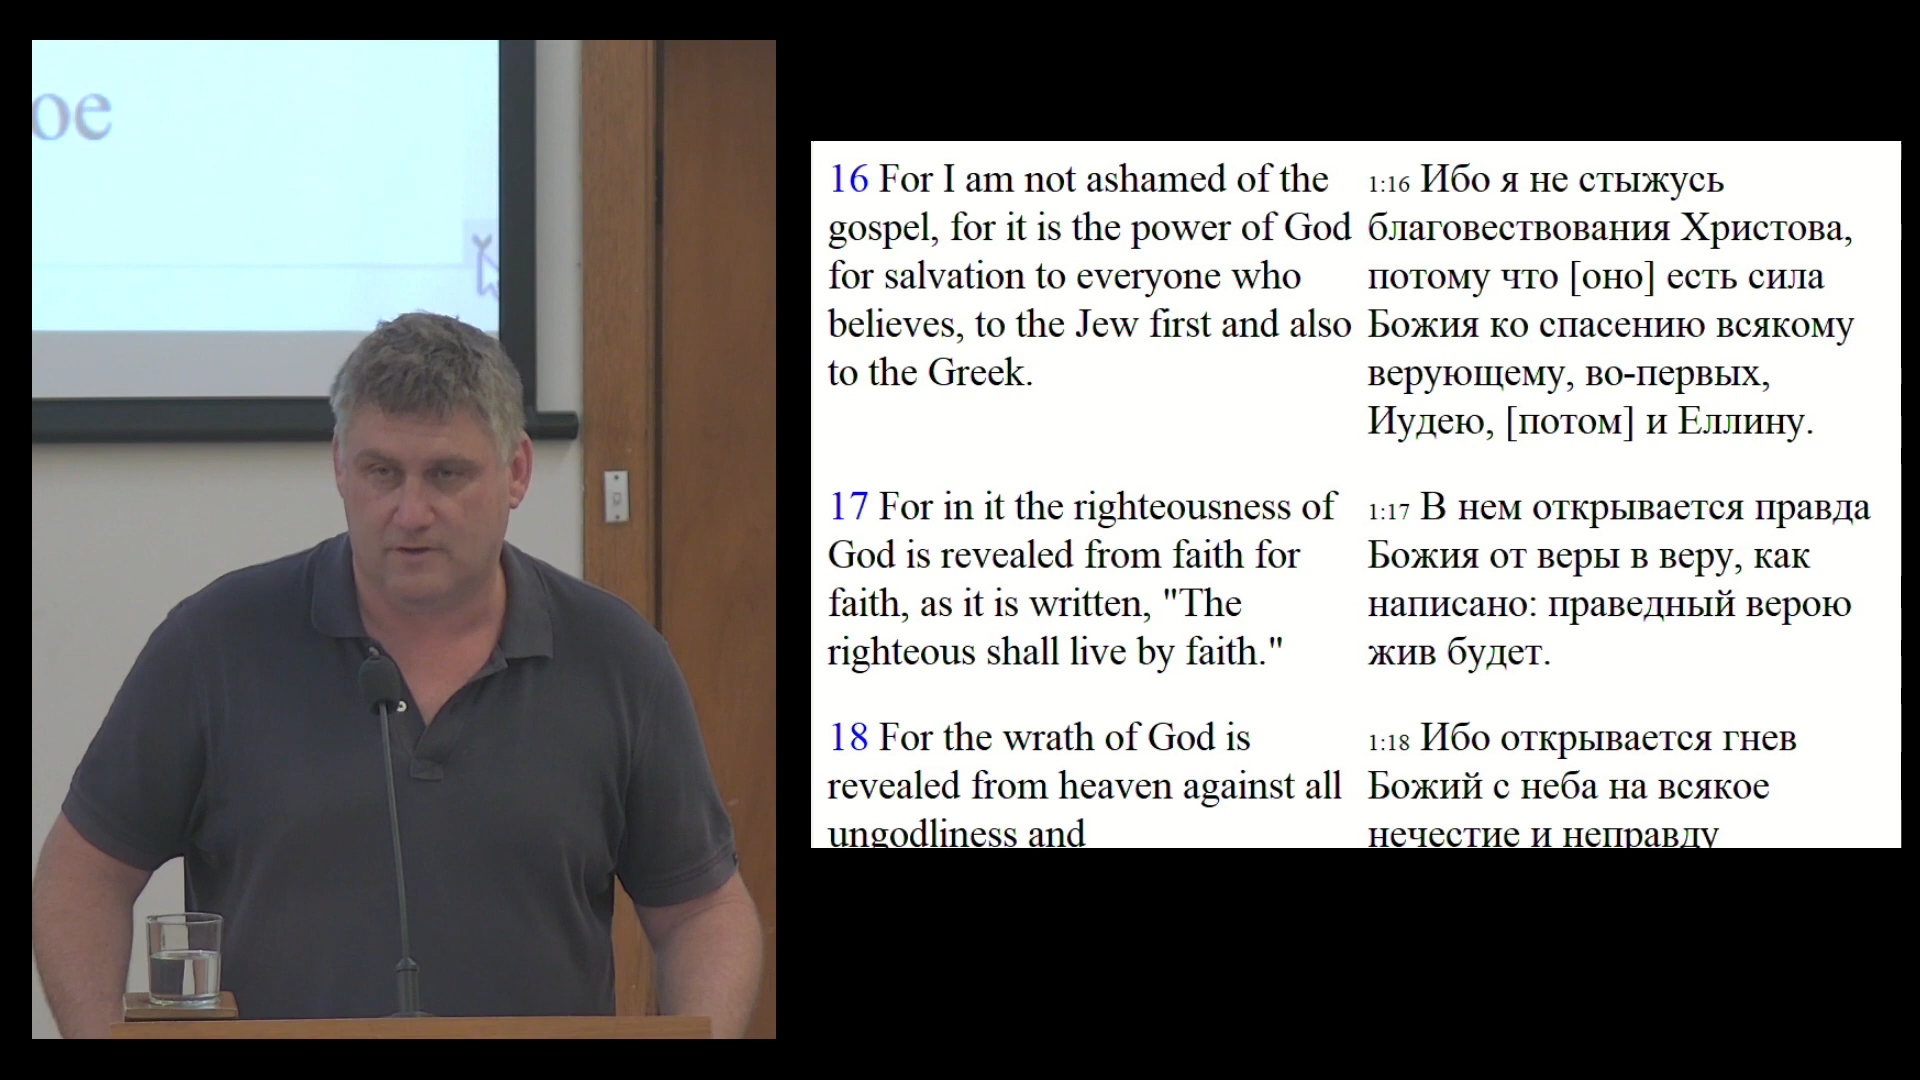 ое
16 For I am not ashamed of the
gospel, for it is the power of God
for salvation to everyone who
believes, to the Jew first and also
to the Greek.
1:16 Ибо я не стыжусь
благовествования Христова,
потому что [оно] есть сила
Божия ко спасению всякому
верующему, во-первых,
Иудею, [потом] и Еллину.
17 For in it the righteousness of
God is revealed from faith for
faith, as it is written, "The
righteous shall live by faith."
1:17 В нем открывается правда
Божия от веры в веру, как
написано: праведный верою
жив будет.
18 For the wrath of God is
revealed from heaven against all
ungodliness and
1:18 Ибо открывается гнев
Божий с неба на всякое
нечестие и неправду